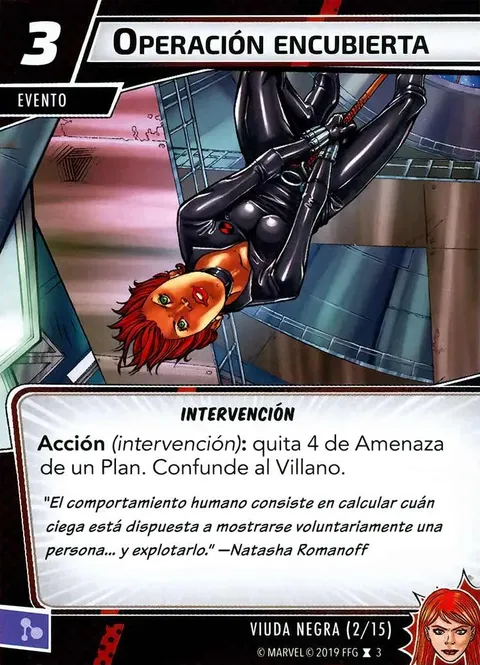 3
OPERACIÓN ENCUBIERTA
EVENTO
INTERVENCIÓN
Acción (intervención): quita 4 de Amenaza
de un Plan. Confunde al Villano.
"El comportamiento humano consiste en calcular cuán
ciega está dispuesta a mostrarse voluntariamente una
persona... y explotarlo." —Natasha Romanoff
VIUDA NEGRA (2/15)
© MARVEL © 2019 FFG 3